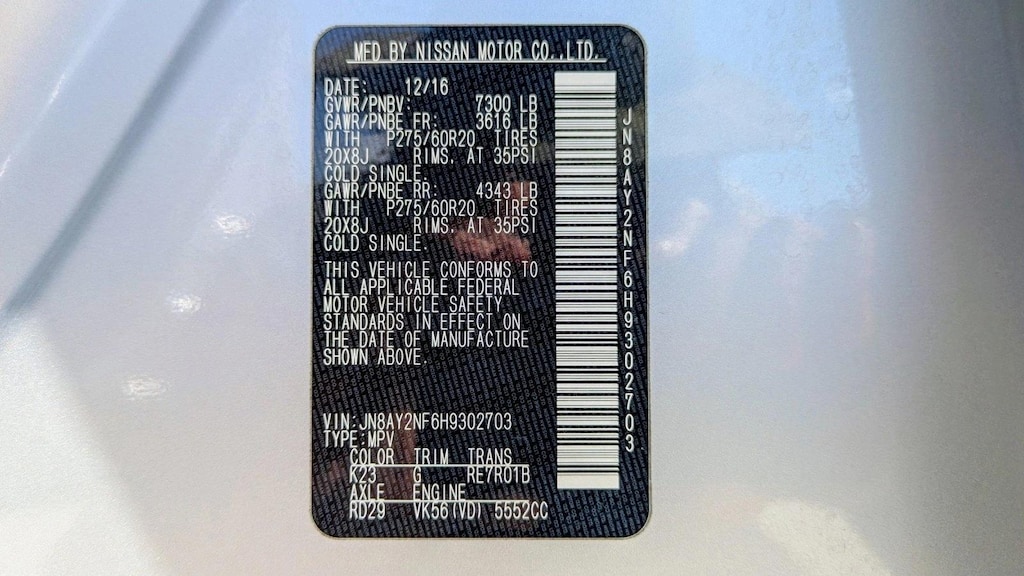 MFD BY NISSAN MOTOR CO., LTD.
DATE: 12/16
GVWR/PNBV: 7300 LB
GAWR/PNBE FR: 3616 LB
WITH P275/60R20 TIRES
20X8J RIMS, AT 35PSI
COLD SINGLE.
GAWR/PNBE RR: 4343 LB
WITH P275/60R20 TIRES
20X8J RIMS, AT 35PSI
COLD SINGLE.
THIS VEHICLE CONFORMS TO
ALL APPLICABLE FEDERAL
MOTOR VEHICLE SAFETY
STANDARDS IN EFFECT ON
THE DATE OF MANUFACTURE
SHOWN ABOVE.
VIN:JN8AY2NF6H9302703
TYPE:MPV
COLOR TRIM TRANS
K23 G RE7R01B
AXLE ENGINE
RD29 VK56(VD) 5552CC
JN8AY2NF6H9302703